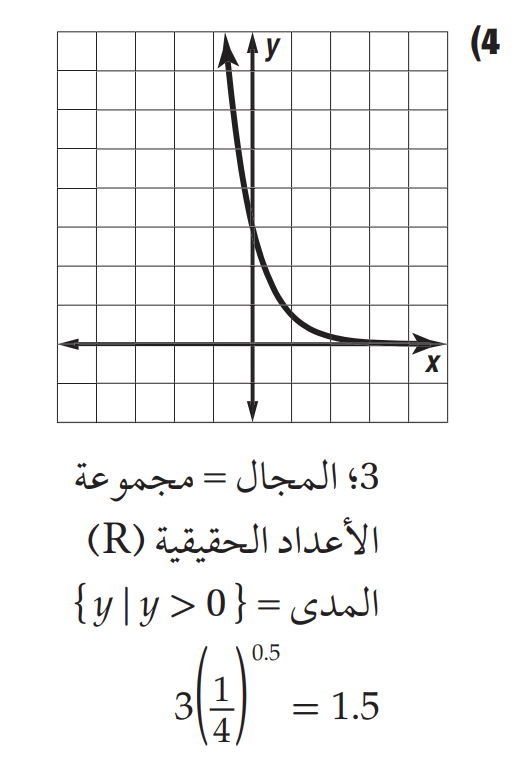 (4
y
x
3؛ المجال = مجموعة
الأعداد الحقيقية (R)
المدى = {y | y > 0}
3(1/4)^0.5 = 1.5